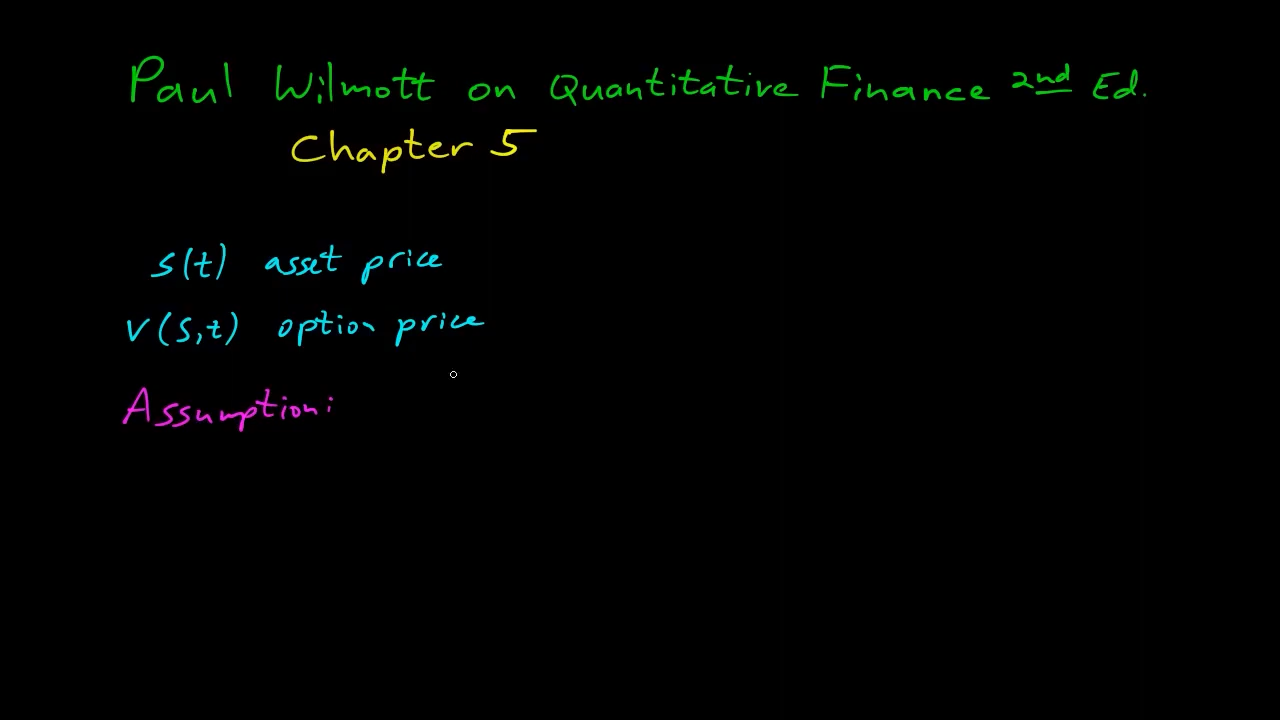 Paul Wilmott on Quantitative Finance 2nd Ed.
Chapter 5
S(t) asset price
V(S,t) option price
Assumption: